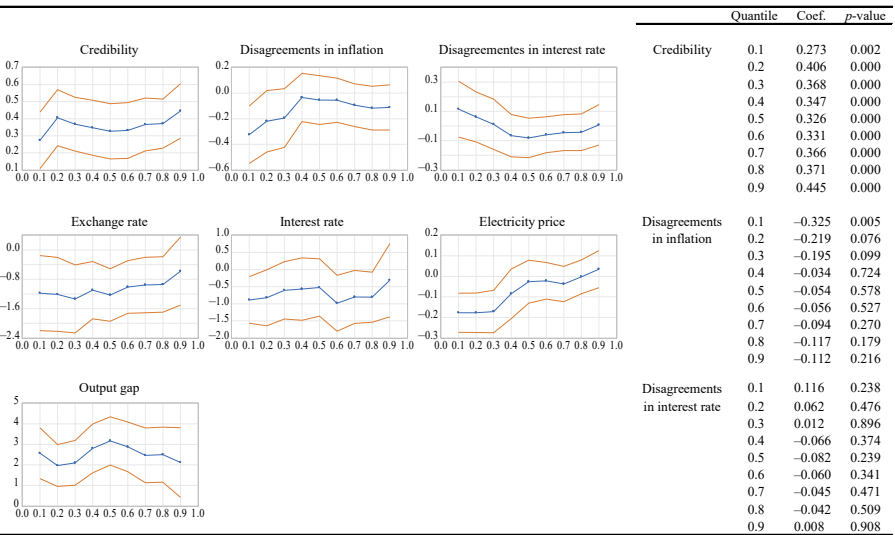 Quantile Coef. p-value
Credibility
0.7
0.6
0.5
0.4
0.3
0.2
0.1
0.0 0.1 0.2 0.3 0.4 0.5 0.6 0.7 0.8 0.9 1.0
Disagreements in inflation
0.2
0.0
−0.2
−0.4
−0.6
0.0 0.1 0.2 0.3 0.4 0.5 0.6 0.7 0.8 0.9 1.0
Disagreementes in interest rate
0.3
0.1
−0.1
−0.3
0.0 0.1 0.2 0.3 0.4 0.5 0.6 0.7 0.8 0.9 1.0
Exchange rate
0.0
−0.8
−1.6
−2.4
0.0 0.1 0.2 0.3 0.4 0.5 0.6 0.7 0.8 0.9 1.0
Interest rate
1.0
0.5
0.0
−0.5
−1.0
−1.5
−2.0
0.0 0.1 0.2 0.3 0.4 0.5 0.6 0.7 0.8 0.9 1.0
Electricity price
0.2
0.1
0.0
−0.1
−0.2
−0.3
0.0 0.1 0.2 0.3 0.4 0.5 0.6 0.7 0.8 0.9 1.0
Output gap
5
4
3
2
1
0
0.0 0.1 0.2 0.3 0.4 0.5 0.6 0.7 0.8 0.9 1.0
Credibility 0.1 0.273 0.002
0.2 0.406 0.000
0.3 0.368 0.000
0.4 0.347 0.000
0.5 0.326 0.000
0.6 0.331 0.000
0.7 0.366 0.000
0.8 0.371 0.000
0.9 0.445 0.000
Disagreements 0.1 −0.325 0.005
in inflation 0.2 −0.219 0.076
0.3 −0.195 0.099
0.4 −0.034 0.724
0.5 −0.054 0.578
0.6 −0.056 0.527
0.7 −0.094 0.270
0.8 −0.117 0.179
0.9 −0.112 0.216
Disagreements 0.1 0.116 0.238
in interest rate 0.2 0.062 0.476
0.3 0.012 0.896
0.4 −0.066 0.374
0.5 −0.082 0.239
0.6 −0.060 0.341
0.7 −0.045 0.471
0.8 −0.042 0.509
0.9 0.008 0.908